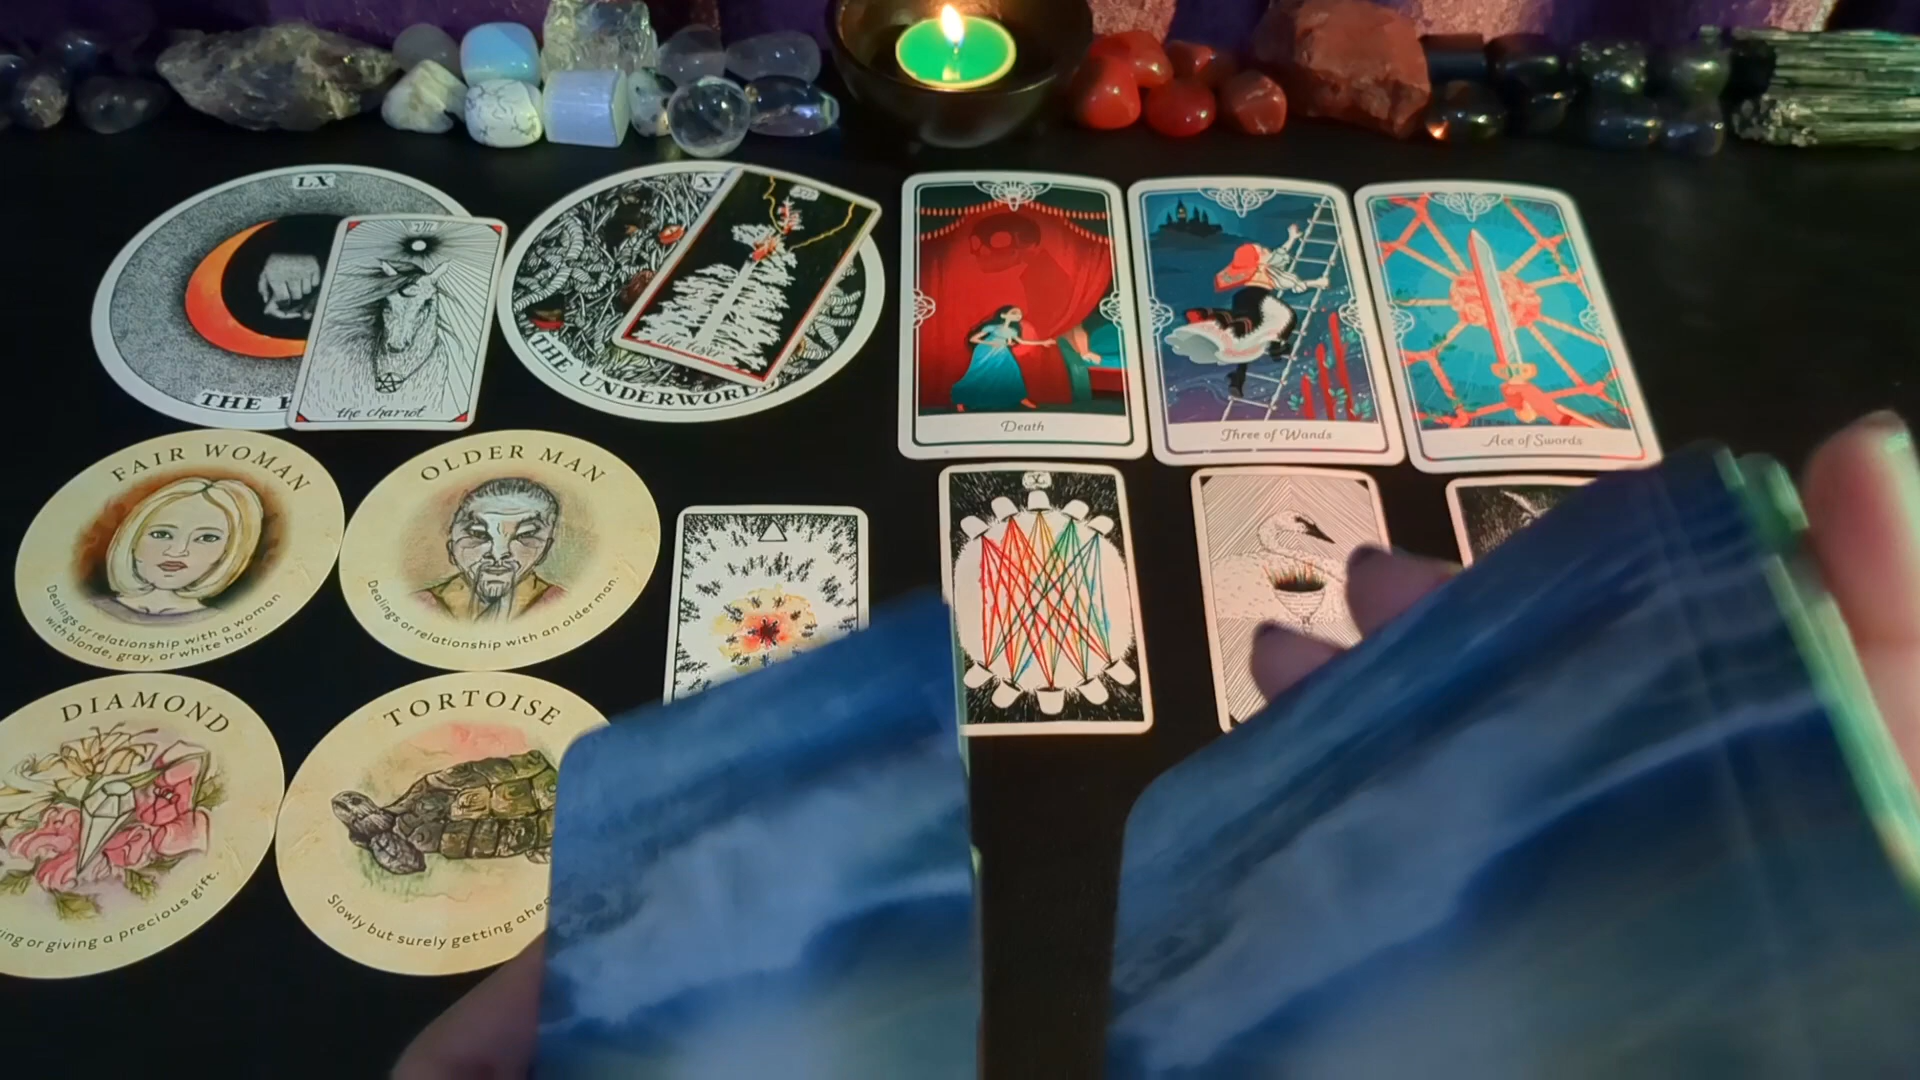 LX
THE
VII
the chariot
XVI
the tower
THE UNDERWORLD
Death
Three of Wands
Ace of Swords
X
FAIR WOMAN
Dealings or relationship with a woman
with blonde, gray, or white hair.
OLDER MAN
Dealings or relationship with an older man.
DIAMOND
or giving a precious gift.
TORTOISE
Slowly but surely getting